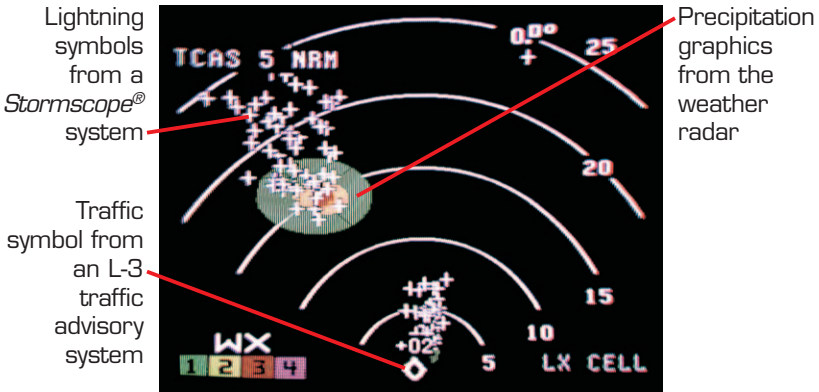 Lightning
symbols
from a
Stormscope®
system
Traffic
symbol from
an L-3
traffic
advisory
system
Precipitation
graphics
from the
weather
radar
TCAS 5 NRM
0.0°
25
20
15
10
5
+02
WX
1 2 3 4
LX CELL